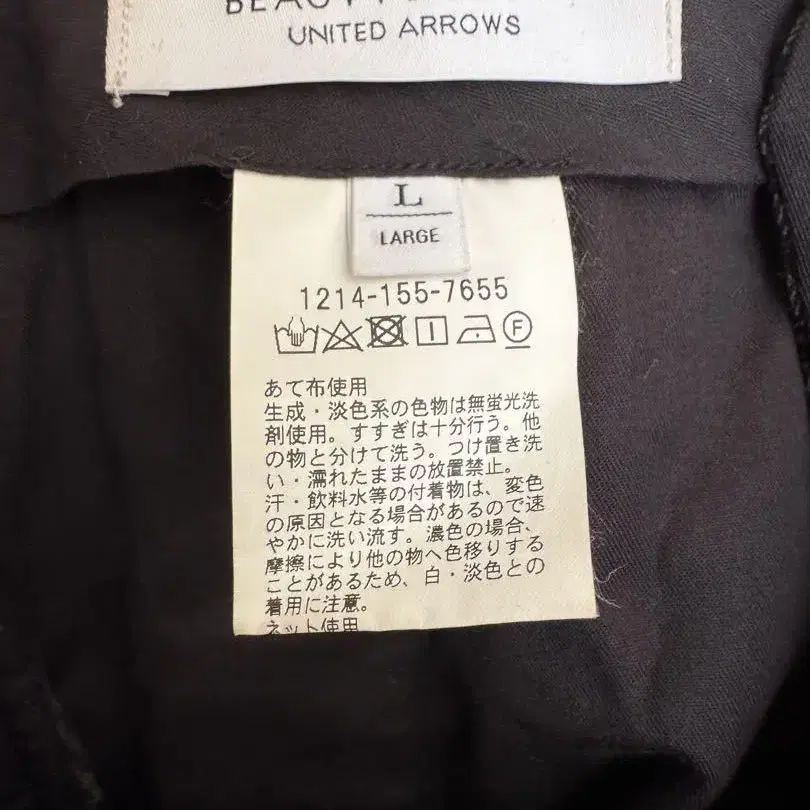 UNITED ARROWS
L
LARGE
1214-155-7655
F
あて布使用
生成・淡色系の色物は無蛍光洗
剤使用。すすぎは十分行う。他
の物と分けて洗う。つけ置き洗
い・濡れたままの放置禁止。
汗・飲料水等の付着物は、変色
の原因となる場合があるので速
やかに洗い流す。濃色の場合、
摩擦により他の物へ色移りする
ことがあるため、白・淡色との
着用に注意。
ネット使用